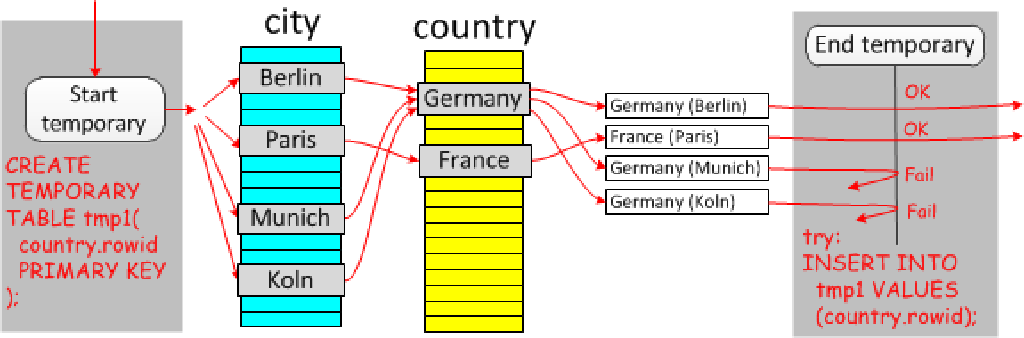 Start
temporary
CREATE
TEMPORARY
TABLE tmp1(
country.rowid
PRIMARY KEY
);
city
Berlin
Paris
Munich
Koln
country
Germany
France
Germany (Berlin)
France (Paris)
Germany (Munich)
Germany (Koln)
End temporary
OK
OK
Fail
Fail
try:
INSERT INTO
tmp1 VALUES
(country.rowid);